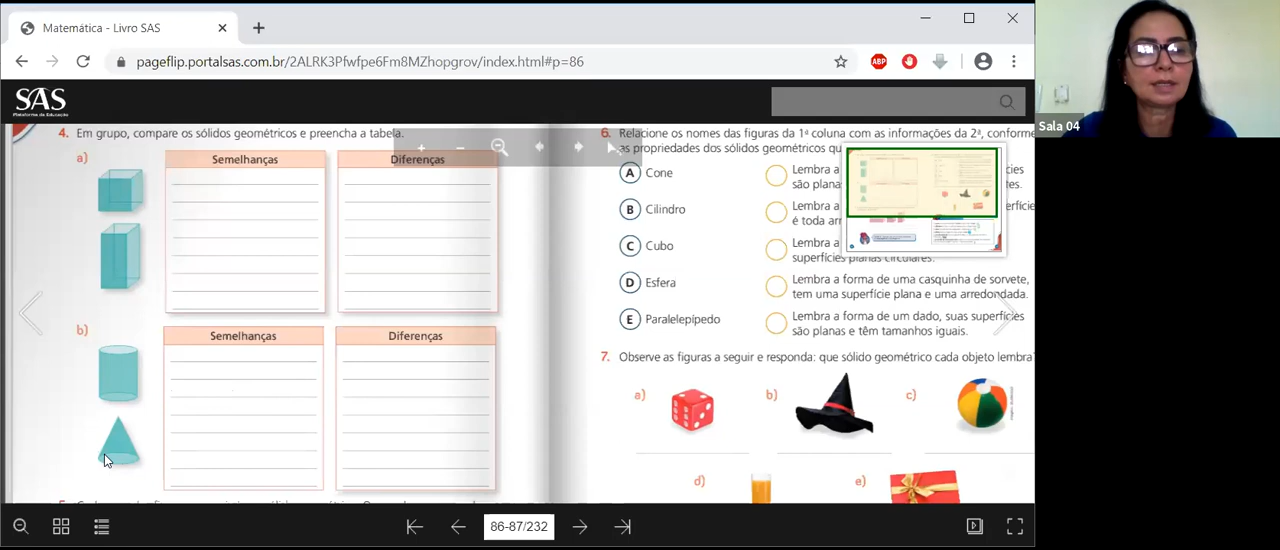 Matemática - Livro SAS
pageflip.portalsas.com.br/2ALRK3Pfwfpe6Fm8MZhopgrov/index.html#p=86
ABP
SAS
Plataforma de Educação
Sala 04
4. Em grupo, compare os sólidos geométricos e preencha a tabela.
a)
Semelhanças
Diferenças
b)
Semelhanças
Diferenças
6. Relacione os nomes das figuras da 1ª coluna com as informações da 2ª, conforme
as propriedades dos sólidos geométricos
A Cone
Lembra a
são planas
B Cilindro
Lembra a
é toda
C Cubo
Lembra a
superfícies planas circulares.
D Esfera
Lembra a forma de uma casquinha de sorvete,
tem uma superfície plana e uma arredondada.
E Paralelepípedo
Lembra a forma de um dado, suas superfícies
são planas e têm tamanhos iguais.
7. Observe as figuras a seguir e responda: que sólido geométrico cada objeto lembra?
a)
b)
c)
d)
e)
86-87/232